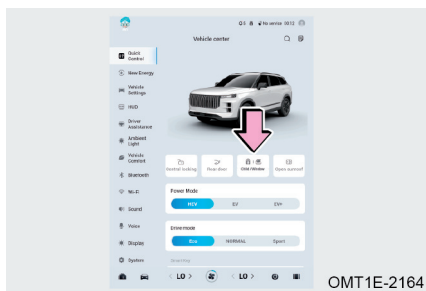 No service 00:12
Vehicle center
Quick
Control
New Energy
Vehicle
Settings
HUD
Driver
Assistance
Ambient
Light
Vehicle
Comfort
Bluetooth
Wi-Fi
Sound
Voice
Display
System
Central locking
Rear door
Child / Window
Open sunroof
Power Mode
HEV
EV
EV+
Drive mode
Eco
NORMAL
Sport
< LO >
< LO >
OMT1E-2164